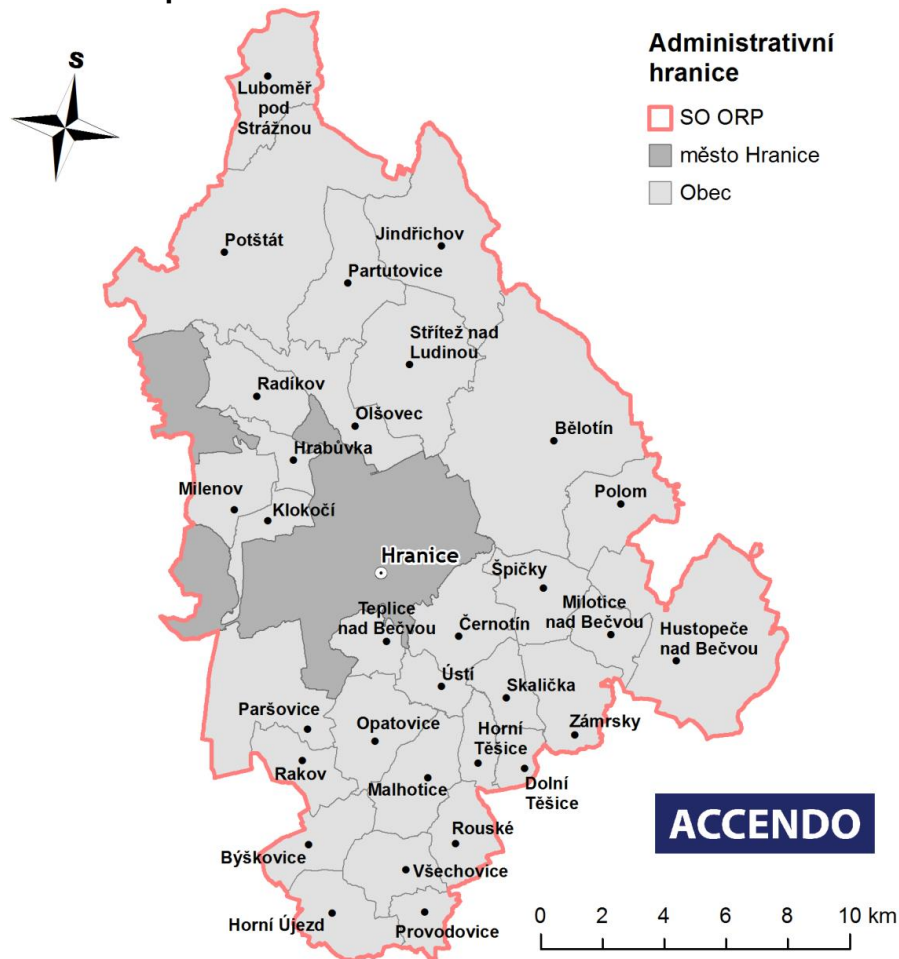 S
Administrativní
hranice
SO ORP
město Hranice
Obec
Luboměř
pod
Strážnou
Potštát
Jindřichov
Partutovice
Střítež nad
Ludinou
Radíkov
Olšovec
Bělotín
Hrabůvka
Milenov
Klokočí
Polom
Hranice
Špičky
Teplice
nad Bečvou
Černotín
Milotice
nad Bečvou
Hustopeče
nad Bečvou
Ústí
Skalička
Paršovice
Opatovice
Horní
Těšice
Zámrsky
Rakov
Malhotice
Dolní
Těšice
Rouské
Býškovice
Všechovice
Horní Újezd
Provodovice
ACCENDO
0 2 4 6 8 10 km